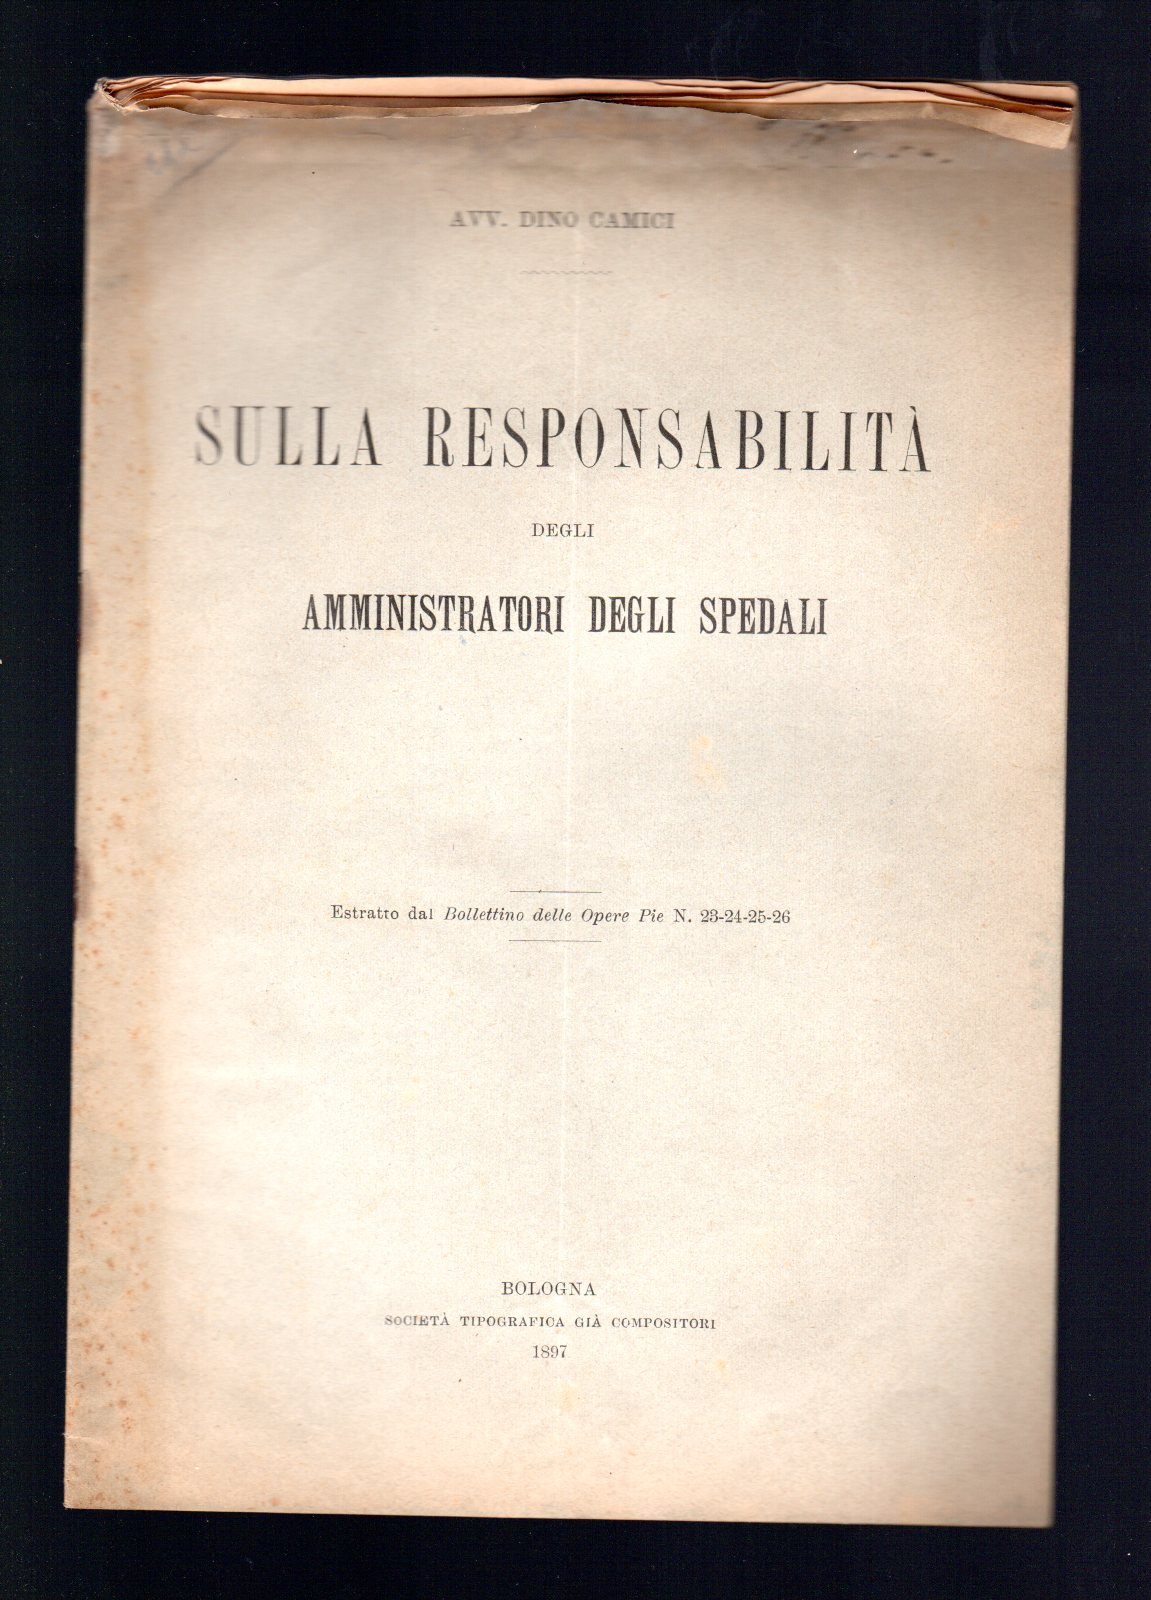 AVV. DINO CAMICI
SULLA RESPONSABILITÀ
DEGLI
AMMINISTRATORI DEGLI SPEDALI
Estratto dal Bollettino delle Opere Pie N. 23-24-25-26
BOLOGNA
SOCIETÀ TIPOGRAFICA GIÀ COMPOSITORI
1897